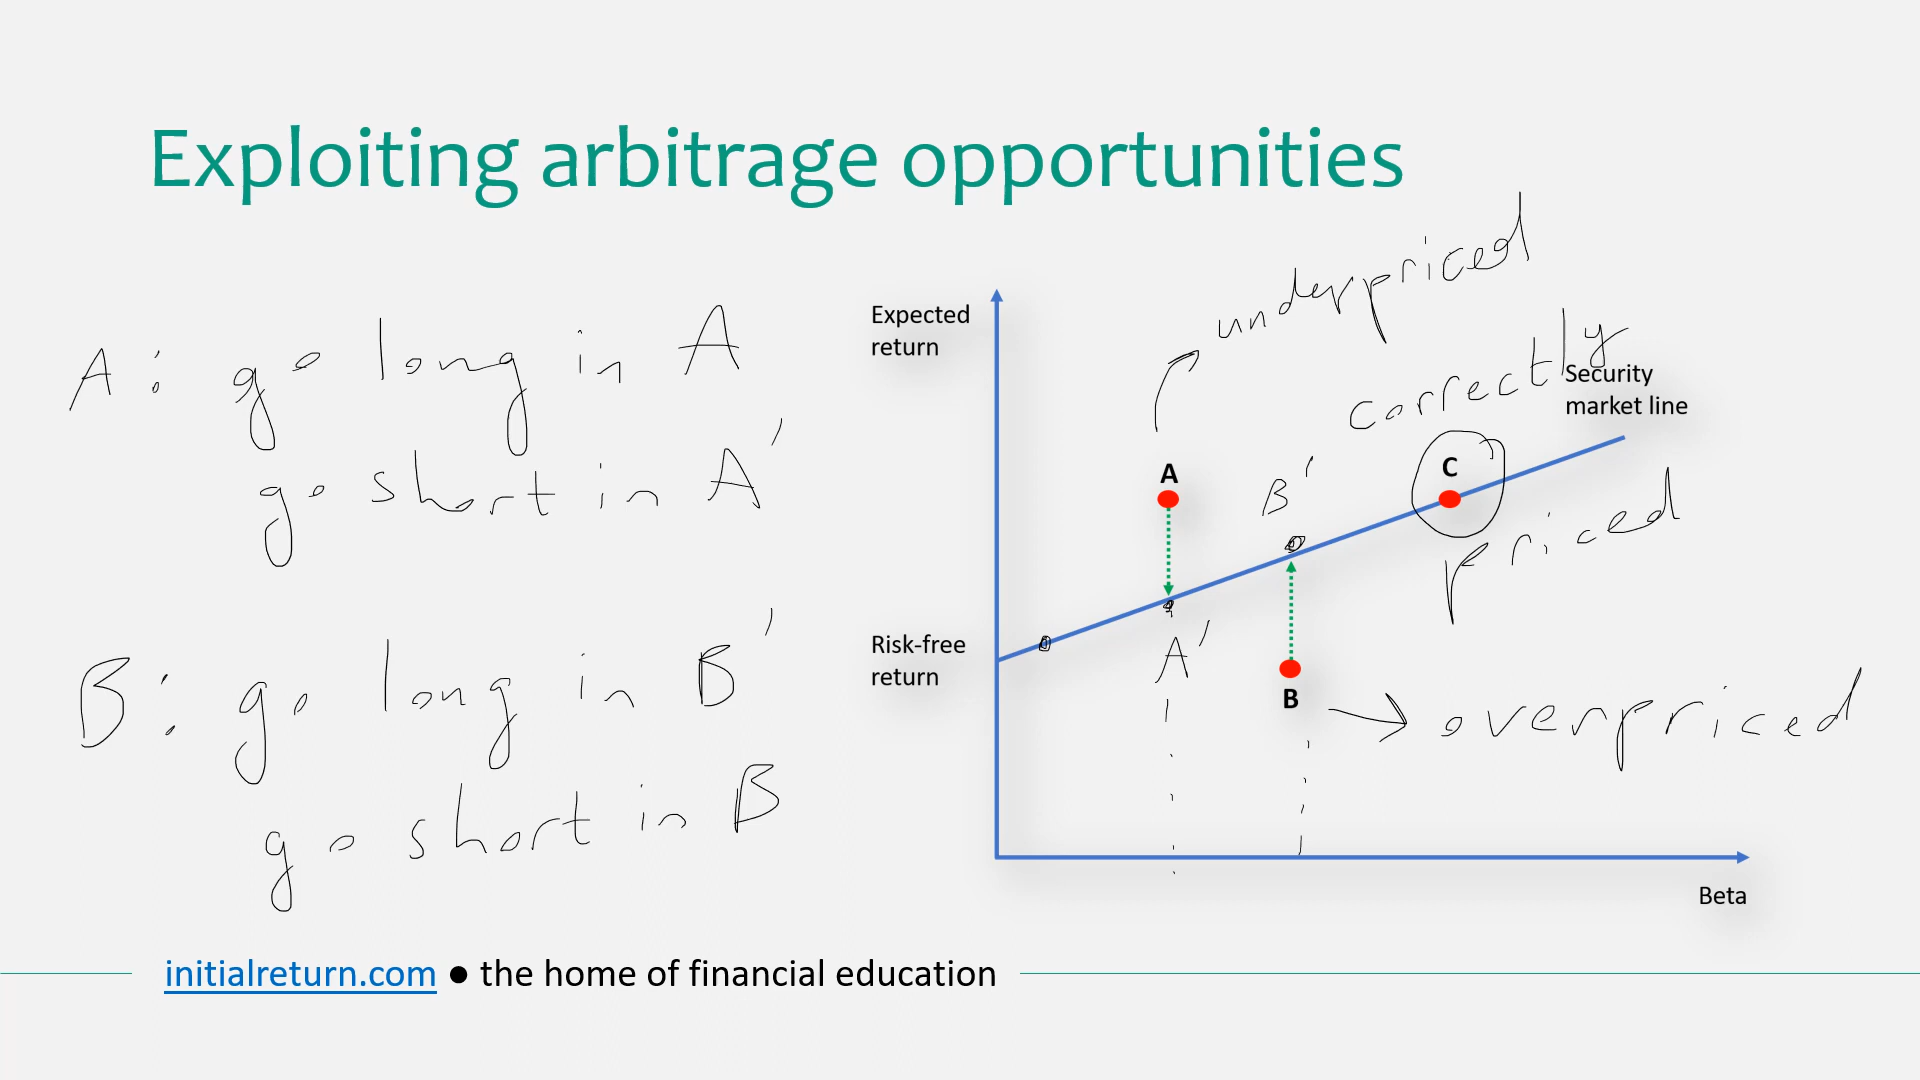 Exploiting arbitrage opportunities
A: go long in A
go short in A'
B: go long in B'
go short in B
Expected
return
underpriced
correctly
priced
Security
market line
A
B'
C
A'
B
overpriced
Risk-free
return
Beta
initialreturn.com ● the home of financial education